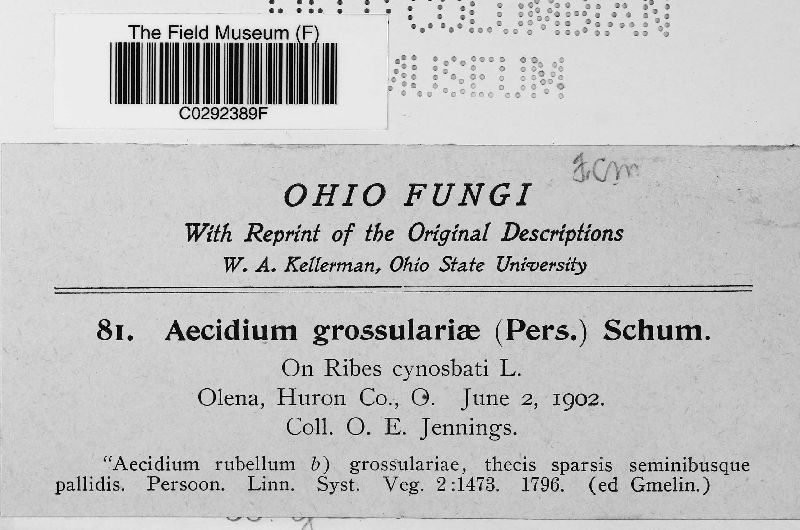 COLUMBIAN
MUSEUM
The Field Museum (F)
C0292389F
OHIO FUNGI
With Reprint of the Original Descriptions
W. A. Kellerman, Ohio State University
81. Aecidium grossulariæ (Pers.) Schum.
On Ribes cynosbati L.
Olena, Huron Co., O. June 2, 1902.
Coll. O. E. Jennings.
"Aecidium rubellum b) grossulariae, thecis sparsis seminibusque
pallidis. Persoon. Linn. Syst. Veg. 2:1473. 1796. (ed Gmelin.)